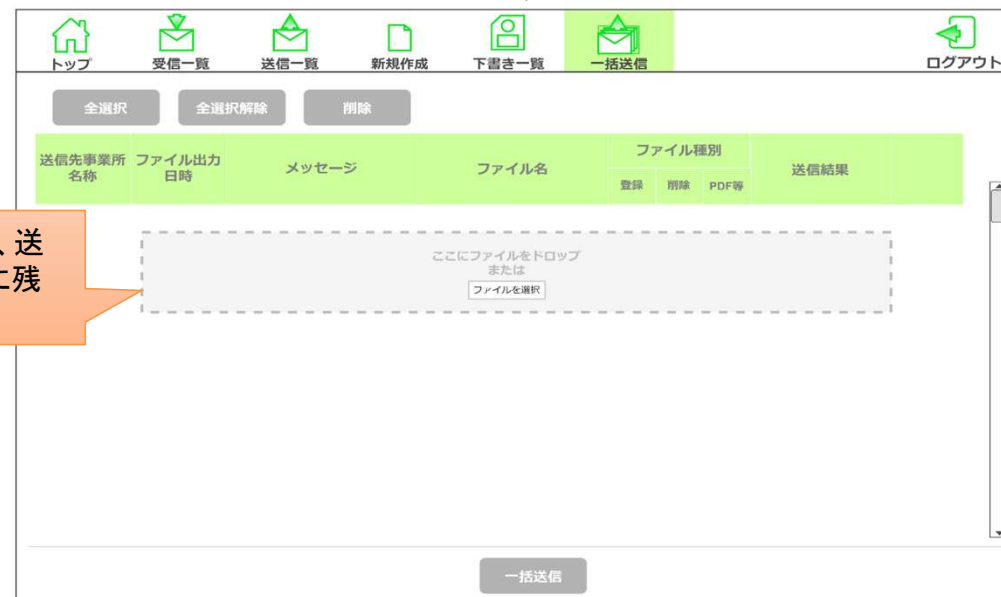 トップ
受信一覧
送信一覧
新規作成
下書き一覧
一括送信
ログアウト
全選択
全選択解除
削除
送信先事業所
名称
ファイル出力
日時
メッセージ
ファイル名
ファイル種別
登録
削除
PDF等
送信結果
、送
に残
ここにファイルをドロップ
または
ファイルを選択
一括送信